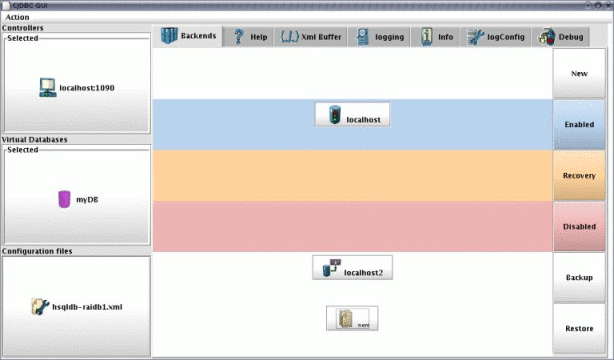 CJDBC GUI
Action
Controllers
Selected
localhost:1090
Virtual Databases
Selected
myDB
Configuration files
hsqldb-raidb1.xml
Backends
Help
Xml Buffer
logging
Info
logConfig
Debug
New
localhost
Enabled
Recovery
Disabled
localhost2
Backup
Restore